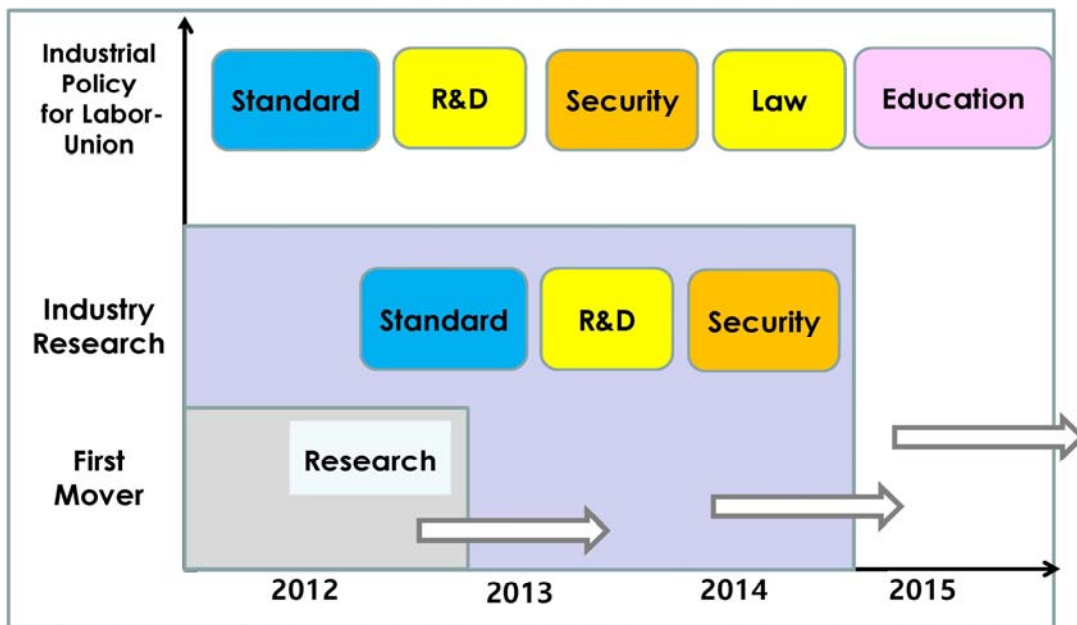 Industrial
Policy
for Labor-
Union
Standard
R&D
Security
Law
Education
Industry
Research
Standard
R&D
Security
First
Mover
Research
2012
2013
2014
2015